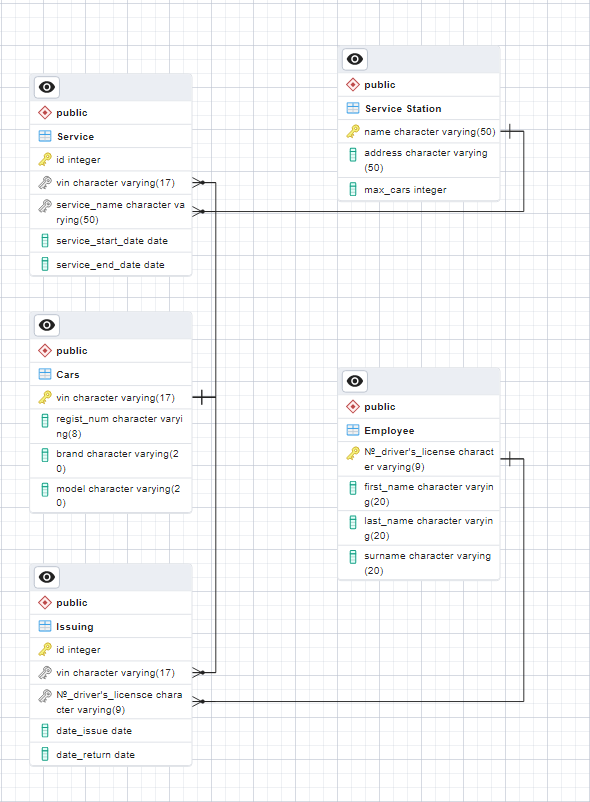 public
Service
id integer
vin character varying(17)
service_name character va
rying(50)
service_start_date date
service_end_date date
public
Service Station
name character varying(50)
address character varying
(50)
max_cars integer
public
Cars
vin character varying(17)
regist_num character varyi
ng(8)
brand character varying(2
0)
model character varying(2
0)
public
Employee
№_driver's_license charact
er varying(9)
first_name character varyin
g(20)
last_name character varyin
g(20)
surname character varying
(20)
public
Issuing
id integer
vin character varying(17)
№_driver's_licensce chara
cter varying(9)
date_issue date
date_return date